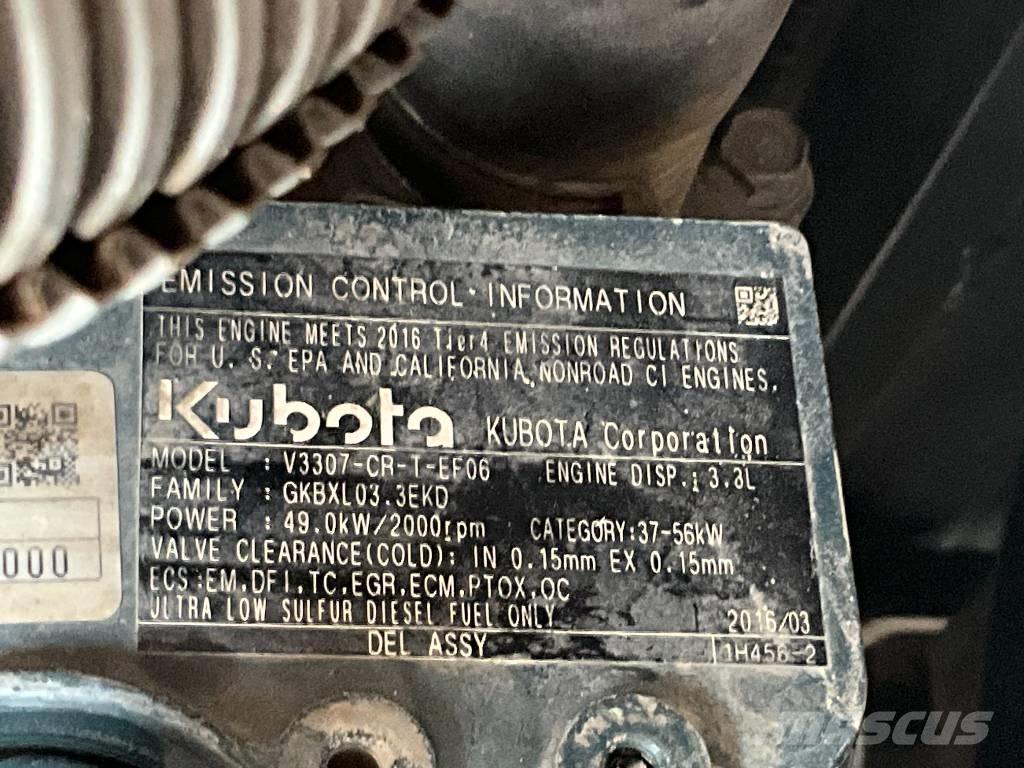 EMISSION CONTROL INFORMATION
THIS ENGINE MEETS 2016 Tier4 EMISSION REGULATIONS
FOR U.S. EPA AND CALIFORNIA NONROAD CI ENGINES.
Kubota KUBOTA Corporation
MODEL : V3307-CR-T-EF06 ENGINE DISP.: 3.3L
FAMILY : GKBXL03.3EKD
POWER : 49.0kW/2000rpm CATEGORY:37-56kW
VALVE CLEARANCE(COLD): IN 0.15mm EX 0.15mm
ECS:EM,DFI,TC,EGR,ECM,PTOX,OC
ULTRA LOW SULFUR DIESEL FUEL ONLY 2016/03
DEL ASSY 1H456-2
000
mascus